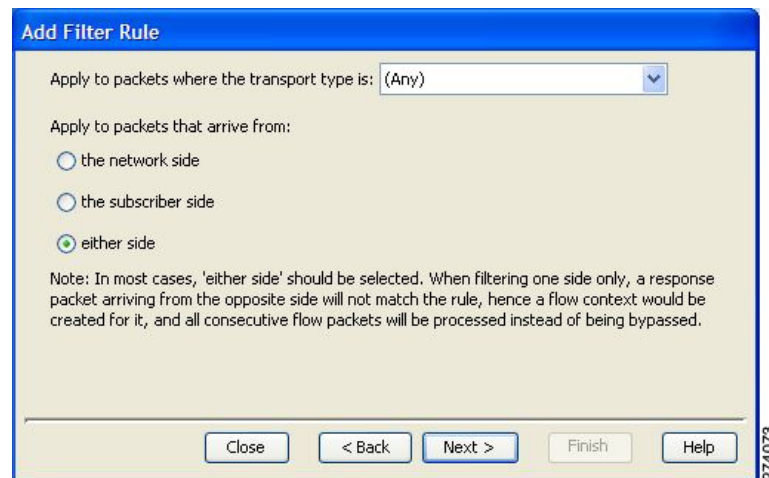 Add Filter Rule
Apply to packets where the transport type is: (Any)
Apply to packets that arrive from:
the network side
the subscriber side
either side
Note: In most cases, 'either side' should be selected. When filtering one side only, a response
packet arriving from the opposite side will not match the rule, hence a flow context would be
created for it, and all consecutive flow packets will be processed instead of being bypassed.
Close < Back Next > Finish Help
274073